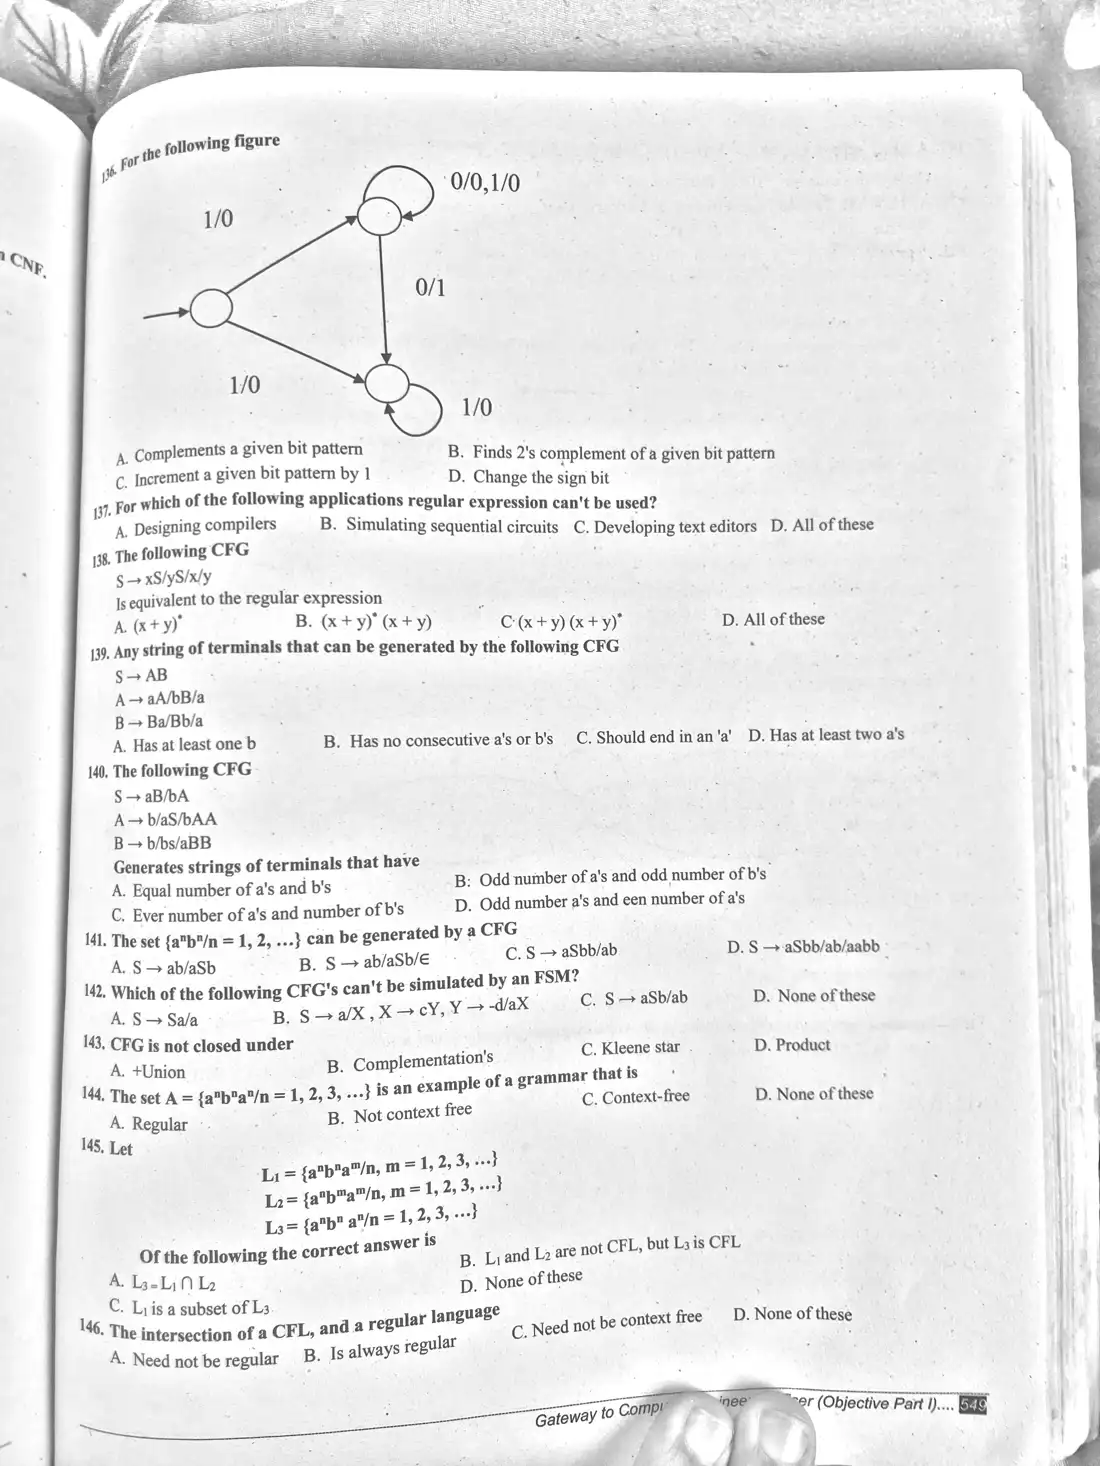 n CNF.
136. For the following figure
0/0,1/0
1/0
0/1
1/0
1/0
A. Complements a given bit pattern B. Finds 2's complement of a given bit pattern
C. Increment a given bit pattern by 1 D. Change the sign bit
137. For which of the following applications regular expression can't be used?
A. Designing compilers B. Simulating sequential circuits C. Developing text editors D. All of these
138. The following CFG
S → xS/yS/x/y
Is equivalent to the regular expression
A. (x + y)* B. (x + y)* (x + y) C (x + y) (x + y)* D. All of these
139. Any string of terminals that can be generated by the following CFG
S → AB
A → aA/bB/a
B → Ba/Bb/a
A. Has at least one b B. Has no consecutive a's or b's C. Should end in an 'a' D. Has at least two a's
140. The following CFG
S → aB/bA
A → b/aS/bAA
B → b/bs/aBB
Generates strings of terminals that have
A. Equal number of a's and b's B: Odd number of a's and odd number of b's
C. Ever number of a's and number of b's D. Odd number a's and een number of a's
141. The set {aⁿbⁿ/n = 1, 2, ...} can be generated by a CFG
A. S → ab/aSb B. S → ab/aSb/∈ C. S → aSbb/ab D. S → aSbb/ab/aabb
142. Which of the following CFG's can't be simulated by an FSM?
A. S → Sa/a B. S → a/X , X → cY, Y → -d/aX C. S → aSb/ab D. None of these
143. CFG is not closed under
A. +Union B. Complementation's C. Kleene star D. Product
144. The set A = {aⁿbⁿaⁿ/n = 1, 2, 3, ...} is an example of a grammar that is
A. Regular B. Not context free C. Context-free D. None of these
145. Let
L₁ = {aⁿbⁿaᵐ/n, m = 1, 2, 3, ...}
L₂ = {aⁿbᵐaᵐ/n, m = 1, 2, 3, ...}
L₃ = {aⁿbⁿ aⁿ/n = 1, 2, 3, ...}
Of the following the correct answer is
A. L₃ = L₁ ∩ L₂ B. L₁ and L₂ are not CFL, but L₃ is CFL
C. L₁ is a subset of L₃ D. None of these
146. The intersection of a CFL, and a regular language
A. Need not be regular B. Is always regular C. Need not be context free D. None of these
Gateway to Comp (Objective Part I).... 549